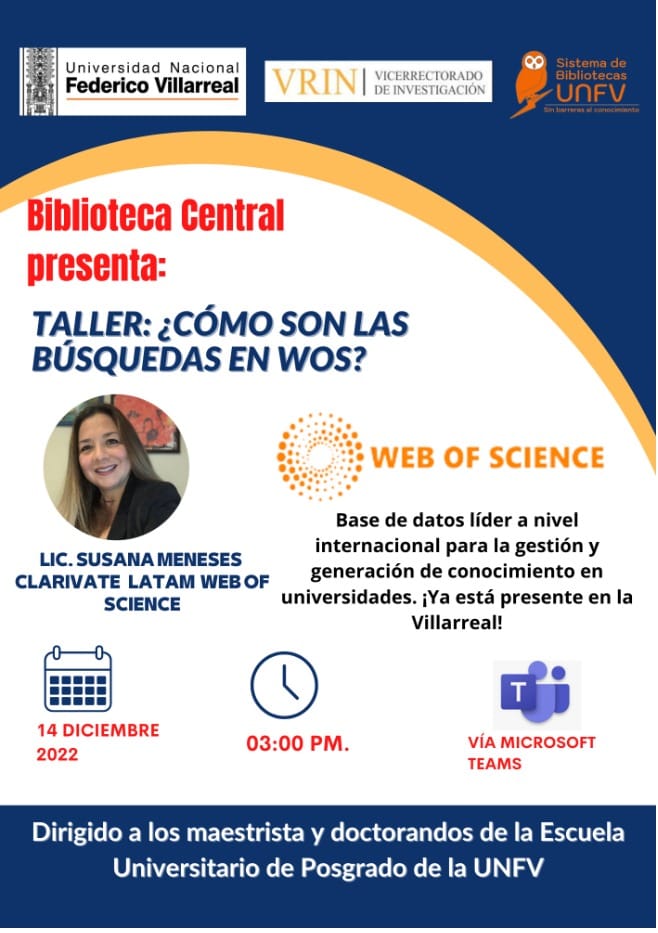 Universidad Nacional
Federico Villarreal
VRIN
VICERRECTORADO
DE INVESTIGACIÓN
Sistema de
Bibliotecas
UNFV
Sin barreras al conocimiento
Biblioteca Central
presenta:
TALLER: ¿CÓMO SON LAS
BÚSQUEDAS EN WOS?
WEB OF SCIENCE
Base de datos líder a nivel
internacional para la gestión y
generación de conocimiento en
universidades. ¡Ya está presente en la
Villarreal!
LIC. SUSANA MENESES
CLARIVATE LATAM WEB OF
SCIENCE
14 DICIEMBRE
2022
03:00 PM.
T
VÍA MICROSOFT
TEAMS
Dirigido a los maestrista y doctorandos de la Escuela
Universitario de Posgrado de la UNFV